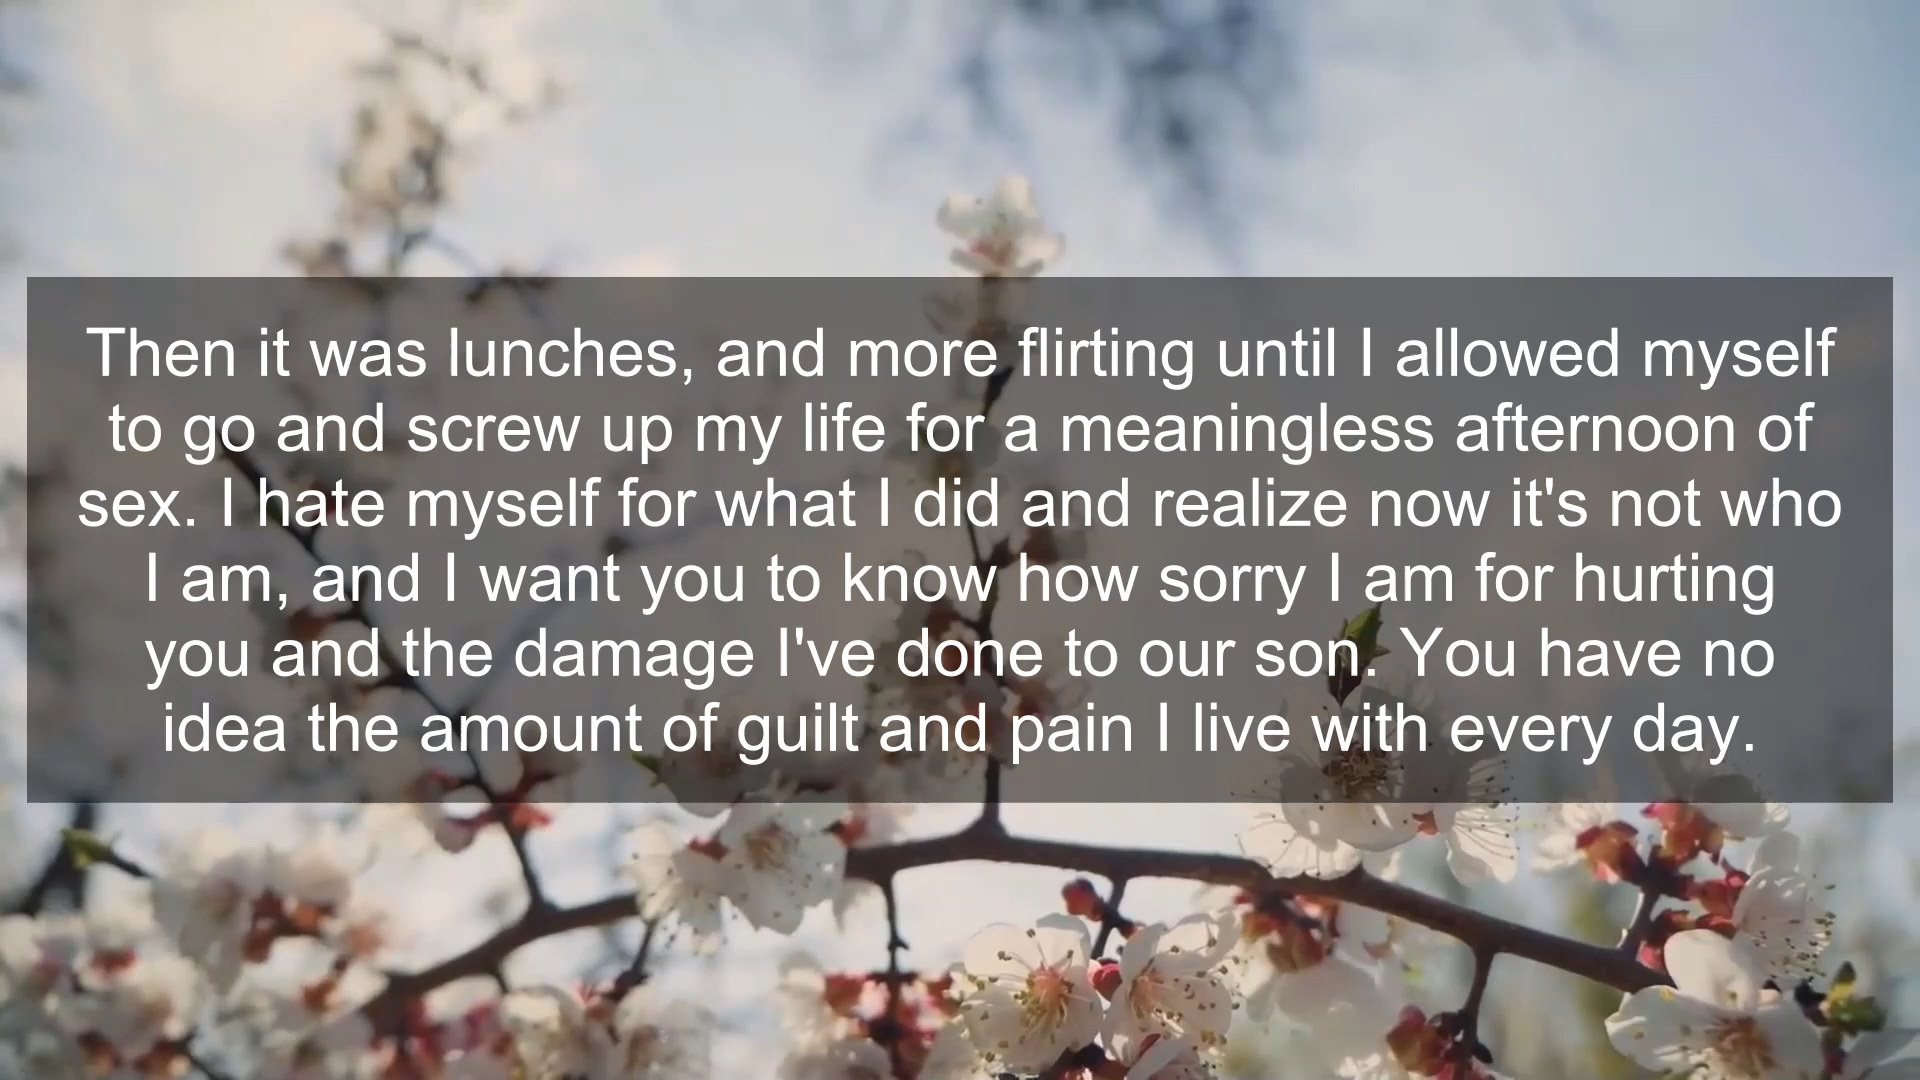 Then it was lunches, and more flirting until I allowed myself
to go and screw up my life for a meaningless afternoon of
sex. I hate myself for what I did and realize now it's not who
I am, and I want you to know how sorry I am for hurting
you and the damage I've done to our son. You have no
idea the amount of guilt and pain I live with every day.